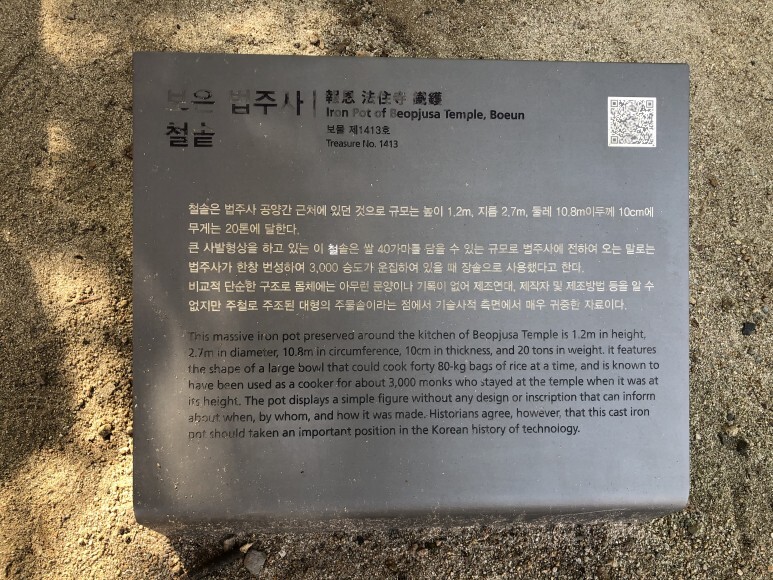 보은 법주사
철솥
報恩 法住寺 鐵鑊
Iron Pot of Beopjusa Temple, Boeun
보물 제1413호
Treasure No. 1413
철솥은 법주사 공양간 근처에 있던 것으로 규모는 높이 1.2m, 지름 2.7m, 둘레 10.8m이두께 10cm에
무게는 20톤에 달한다.
큰 사발형상을 하고 있는 이 철솥은 쌀 40가마를 담을 수 있는 규모로 법주사에 전하여 오는 말로는
법주사가 한창 번성하여 3,000 승도가 운집하여 있을 때 장솥으로 사용했다고 한다.
비교적 단순한 구조로 몸체에는 아무런 문양이나 기록이 없어 제조연대, 제작자 및 제조방법 등을 알 수
없지만 주철로 주조된 대형의 주물솥이라는 점에서 기술사적 측면에서 매우 귀중한 자료이다.
This massive iron pot preserved around the kitchen of Beopjusa Temple is 1.2m in height,
2.7m in diameter, 10.8m in circumference, 10cm in thickness, and 20 tons in weight. It features
the shape of a large bowl that could cook forty 80-kg bags of rice at a time, and is known to
have been used as a cooker for about 3,000 monks who stayed at the temple when it was at
its height. The pot displays a simple figure without any design or inscription that can inform
about when, by whom, and how it was made. Historians agree, however, that this cast iron
pot should taken an important position in the Korean history of technology.